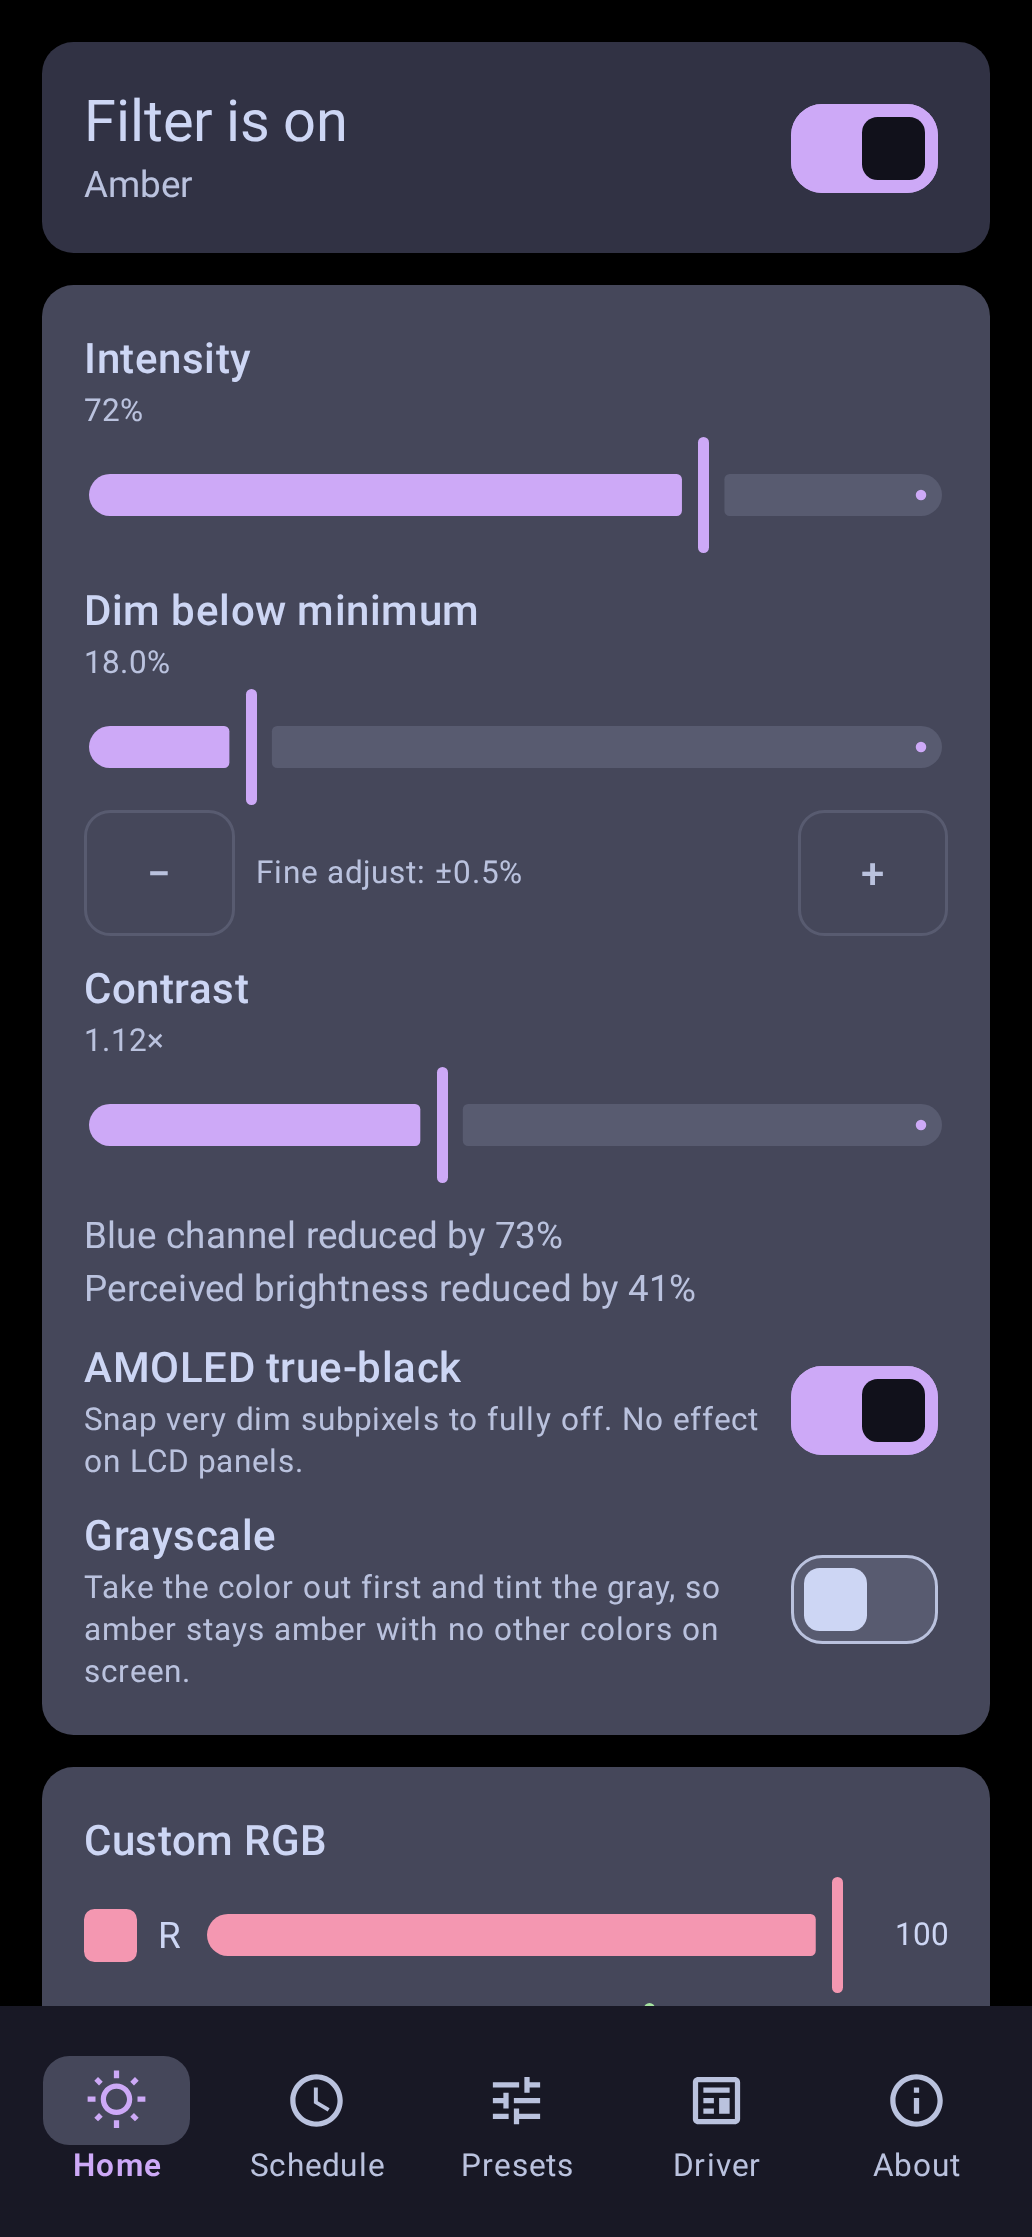 Filter is on
Amber
Intensity
72%
Dim below minimum
18.0%
−
Fine adjust: ±0.5%
+
Contrast
1.12×
Blue channel reduced by 73%
Perceived brightness reduced by 41%
AMOLED true-black
Snap very dim subpixels to fully off. No effect
on LCD panels.
Grayscale
Take the color out first and tint the gray, so
amber stays amber with no other colors on
screen.
Custom RGB
R
100
Home
Schedule
Presets
Driver
About